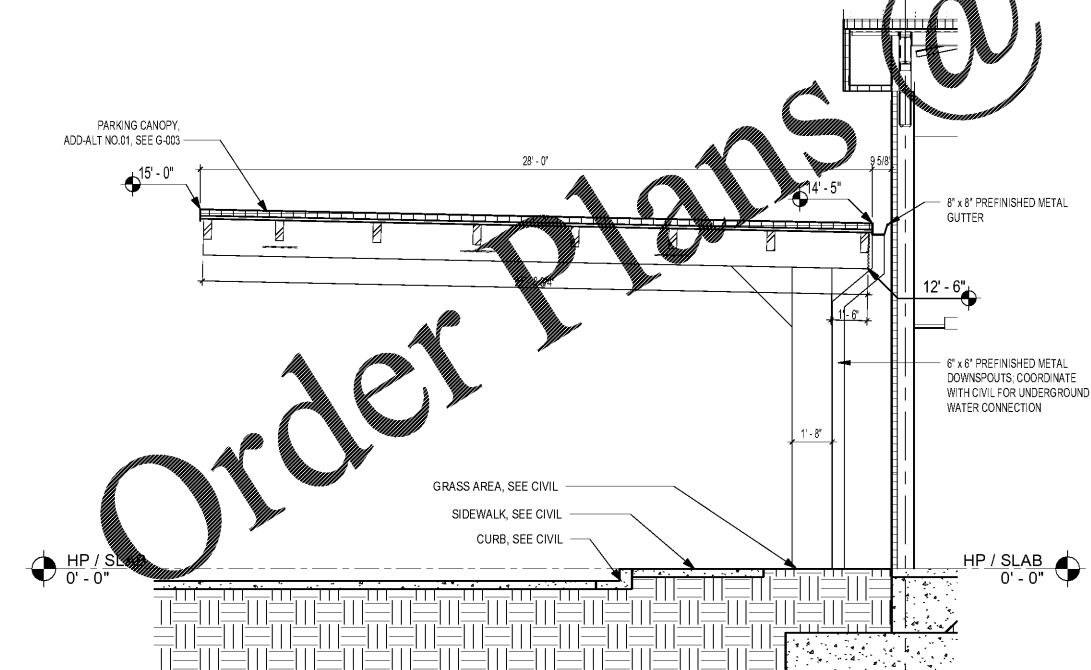 PARKING CANOPY,
ADD-ALT NO.01, SEE G-003
15' - 0"
28' - 0"
9 5/8"
14' - 5"
8" x 8" PREFINISHED METAL
GUTTER
12' - 6"
1' - 6"
6" x 6" PREFINISHED METAL
DOWNSPOUTS; COORDINATE
WITH CIVIL FOR UNDERGROUND
WATER CONNECTION
1' - 8"
GRASS AREA, SEE CIVIL
SIDEWALK, SEE CIVIL
CURB, SEE CIVIL
HP / SLAB
0' - 0"
HP / SLAB
0' - 0"
Order Plans @